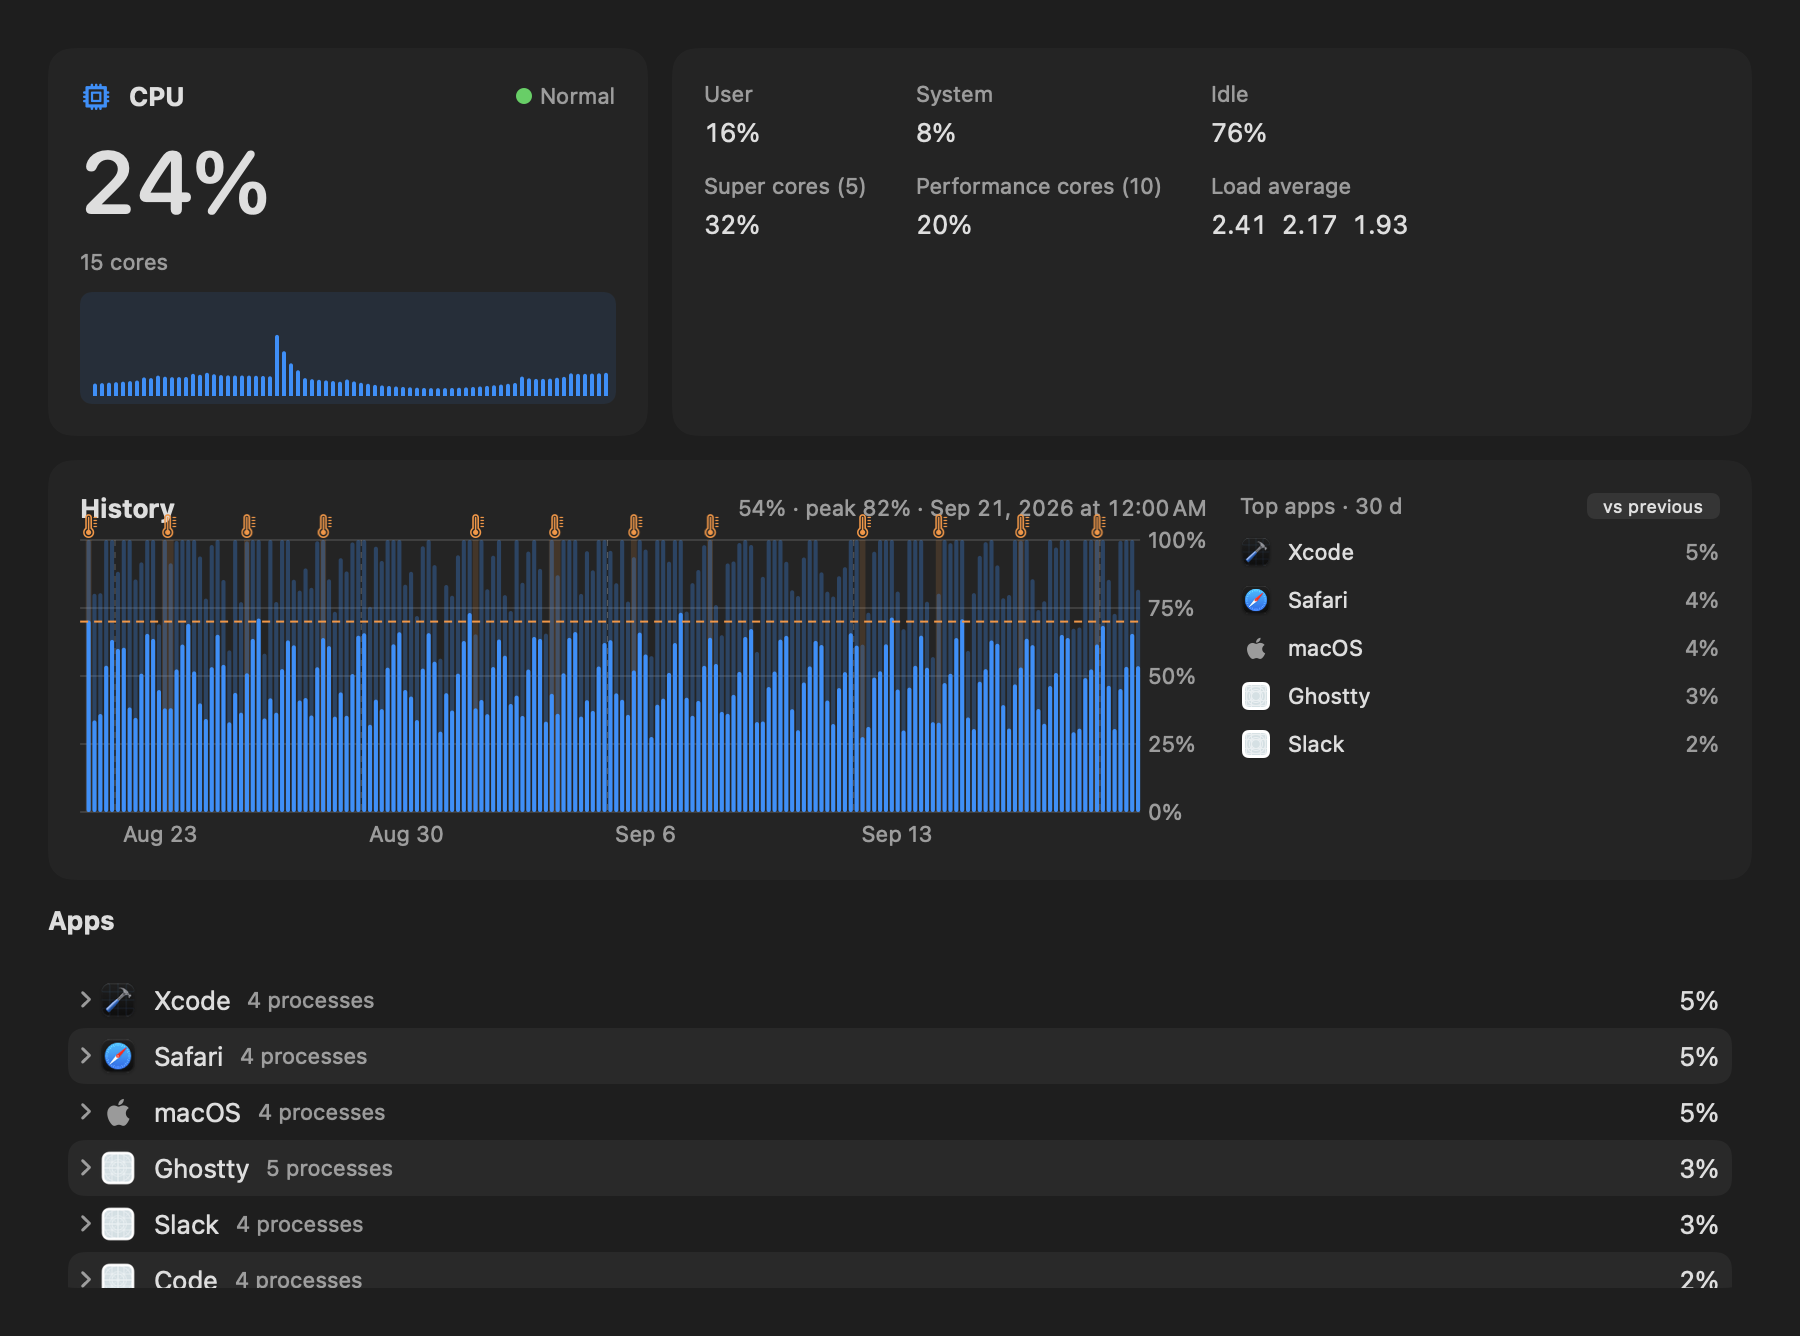 CPU
Normal
24%
15 cores
User System Idle
16% 8% 76%
Super cores (5) Performance cores (10) Load average
32% 20% 2.41 2.17 1.93
History
54% · peak 82% · Sep 21, 2026 at 12:00 AM
100%
75%
50%
25%
0%
Aug 23 Aug 30 Sep 6 Sep 13
Top apps · 30 d
vs previous
Xcode 5%
Safari 4%
macOS 4%
Ghostty 3%
Slack 2%
Apps
Xcode 4 processes 5%
Safari 4 processes 5%
macOS 4 processes 5%
Ghostty 5 processes 3%
Slack 4 processes 3%
Code 4 processes 2%